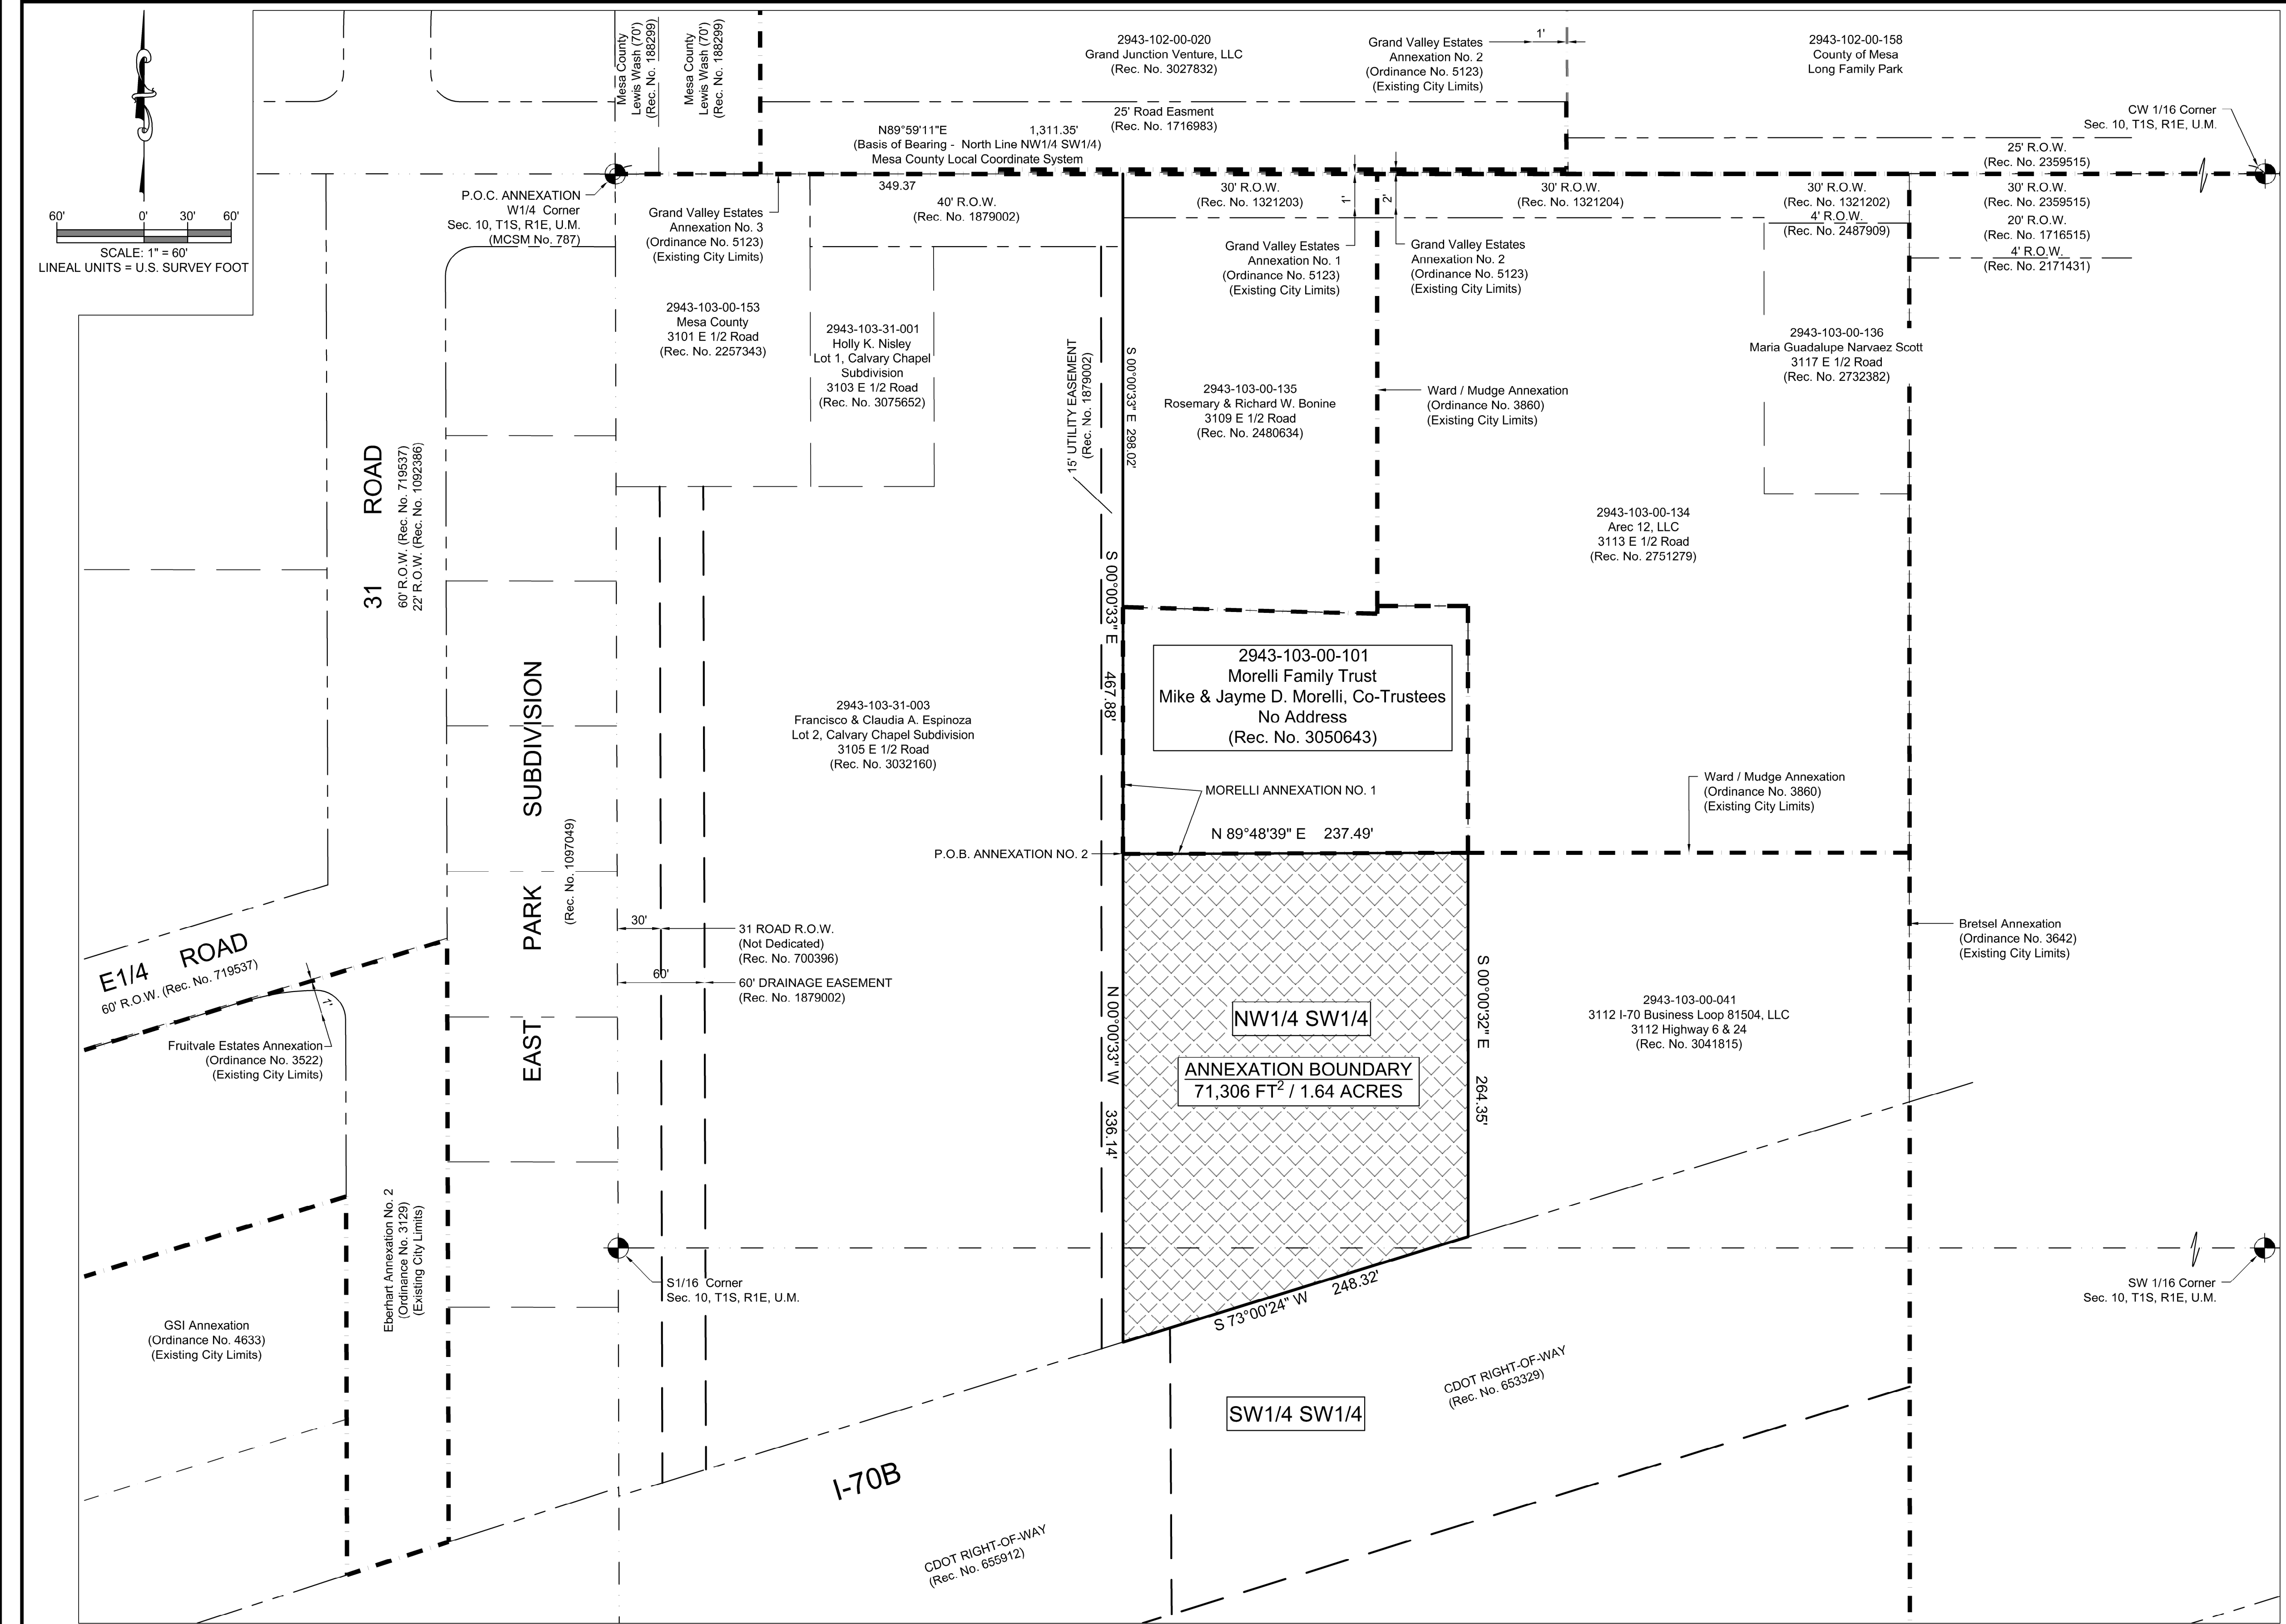 Mesa County
Lewis Wash (70')
(Rec. No. 188299)
Mesa County
Lewis Wash (70')
(Rec. No. 188299)
2943-102-00-020
Grand Junction Venture, LLC
(Rec. No. 3027832)
Grand Valley Estates
Annexation No. 2
(Ordinance No. 5123)
(Existing City Limits)
1'
2943-102-00-158
County of Mesa
Long Family Park
CW 1/16 Corner
Sec. 10, T1S, R1E, U.M.
25' Road Easment
(Rec. No. 1716983)
N89°59'11"E 1,311.35'
(Basis of Bearing - North Line NW1/4 SW1/4)
Mesa County Local Coordinate System
25' R.O.W.
(Rec. No. 2359515)
60' 0' 30' 60'
SCALE: 1" = 60'
LINEAL UNITS = U.S. SURVEY FOOT
P.O.C. ANNEXATION
W1/4 Corner
Sec. 10, T1S, R1E, U.M.
(MCSM No. 787)
Grand Valley Estates
Annexation No. 3
(Ordinance No. 5123)
(Existing City Limits)
349.37
40' R.O.W.
(Rec. No. 1879002)
30' R.O.W.
(Rec. No. 1321203)
1'
2'
30' R.O.W.
(Rec. No. 1321204)
30' R.O.W.
(Rec. No. 1321202)
4' R.O.W.
(Rec. No. 2487909)
30' R.O.W.
(Rec. No. 2359515)
20' R.O.W.
(Rec. No. 1716515)
4' R.O.W.
(Rec. No. 2171431)
Grand Valley Estates
Annexation No. 1
(Ordinance No. 5123)
(Existing City Limits)
Grand Valley Estates
Annexation No. 2
(Ordinance No. 5123)
(Existing City Limits)
2943-103-00-153
Mesa County
3101 E 1/2 Road
(Rec. No. 2257343)
2943-103-31-001
Holly K. Nisley
Lot 1, Calvary Chapel
Subdivision
3103 E 1/2 Road
(Rec. No. 3075652)
15' UTILITY EASEMENT
(Rec. No. 1879002)
S 00°00'33" E 298.02'
2943-103-00-135
Rosemary & Richard W. Bonine
3109 E 1/2 Road
(Rec. No. 2480634)
Ward / Mudge Annexation
(Ordinance No. 3860)
(Existing City Limits)
2943-103-00-136
Maria Guadalupe Narvaez Scott
3117 E 1/2 Road
(Rec. No. 2732382)
31 ROAD
60' R.O.W. (Rec. No. 719537)
22' R.O.W. (Rec. No. 1092386)
2943-103-00-134
Arec 12, LLC
3113 E 1/2 Road
(Rec. No. 2751279)
S 00°00'33" E 467.88'
2943-103-00-101
Morelli Family Trust
Mike & Jayme D. Morelli, Co-Trustees
No Address
(Rec. No. 3050643)
EAST PARK SUBDIVISION
(Rec. No. 1097049)
2943-103-31-003
Francisco & Claudia A. Espinoza
Lot 2, Calvary Chapel Subdivision
3105 E 1/2 Road
(Rec. No. 3032160)
MORELLI ANNEXATION NO. 1
Ward / Mudge Annexation
(Ordinance No. 3860)
(Existing City Limits)
N 89°48'39" E 237.49'
P.O.B. ANNEXATION NO. 2
30'
31 ROAD R.O.W.
(Not Dedicated)
(Rec. No. 700396)
60'
60' DRAINAGE EASEMENT
(Rec. No. 1879002)
E1/4 ROAD
60' R.O.W. (Rec. No. 719537)
1'
Fruitvale Estates Annexation
(Ordinance No. 3522)
(Existing City Limits)
N 00°00'33" W 336.14'
NW1/4 SW1/4
ANNEXATION BOUNDARY
71,306 FT2 / 1.64 ACRES
S 00°00'32" E 264.35'
2943-103-00-041
3112 I-70 Business Loop 81504, LLC
3112 Highway 6 & 24
(Rec. No. 3041815)
Bretsel Annexation
(Ordinance No. 3642)
(Existing City Limits)
Eberhart Annexation No. 2
(Ordinance No. 3129)
(Existing City Limits)
S1/16 Corner
Sec. 10, T1S, R1E, U.M.
SW 1/16 Corner
Sec. 10, T1S, R1E, U.M.
S 73°00'24" W 248.32'
GSI Annexation
(Ordinance No. 4633)
(Existing City Limits)
CDOT RIGHT-OF-WAY
(Rec. No. 653329)
SW1/4 SW1/4
I-70B
CDOT RIGHT-OF-WAY
(Rec. No. 655912)